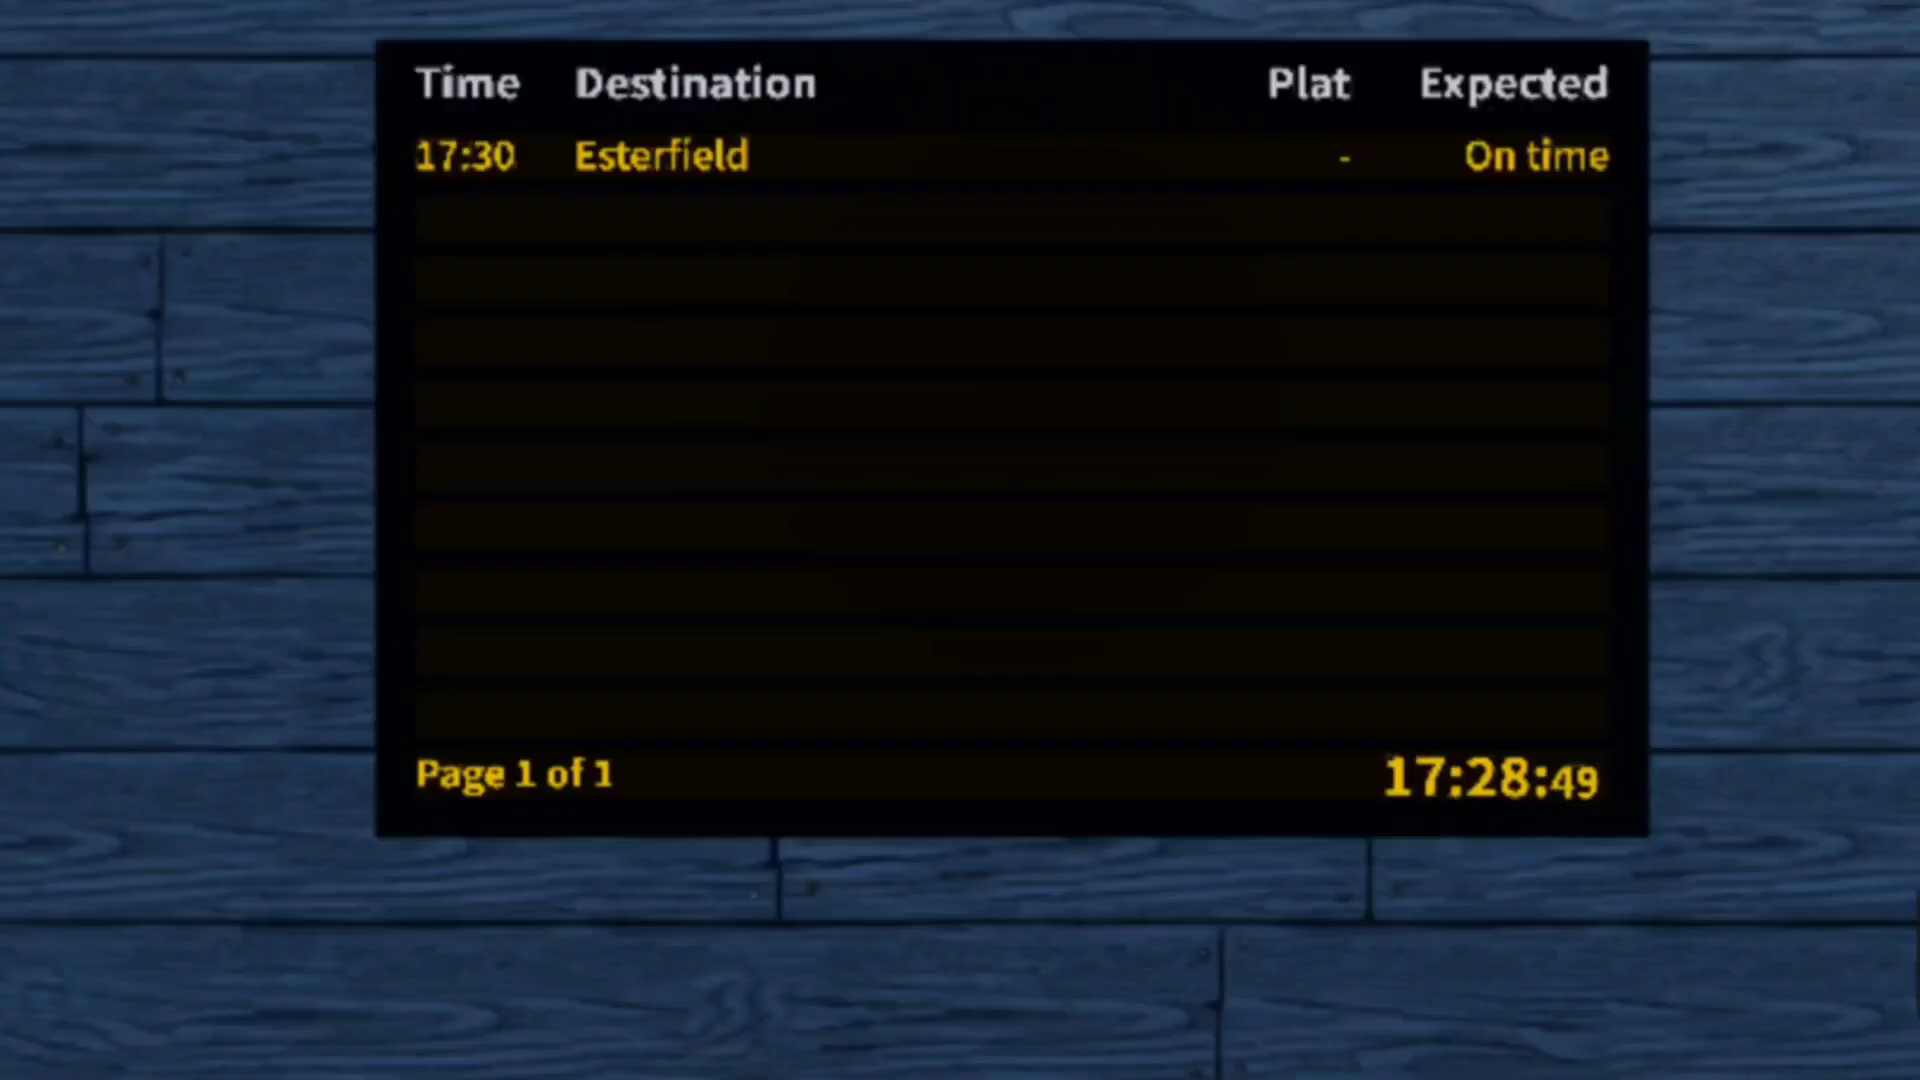 Time Destination Plat Expected
17:30 Esterfield - On time
Page 1 of 1 17:28:49